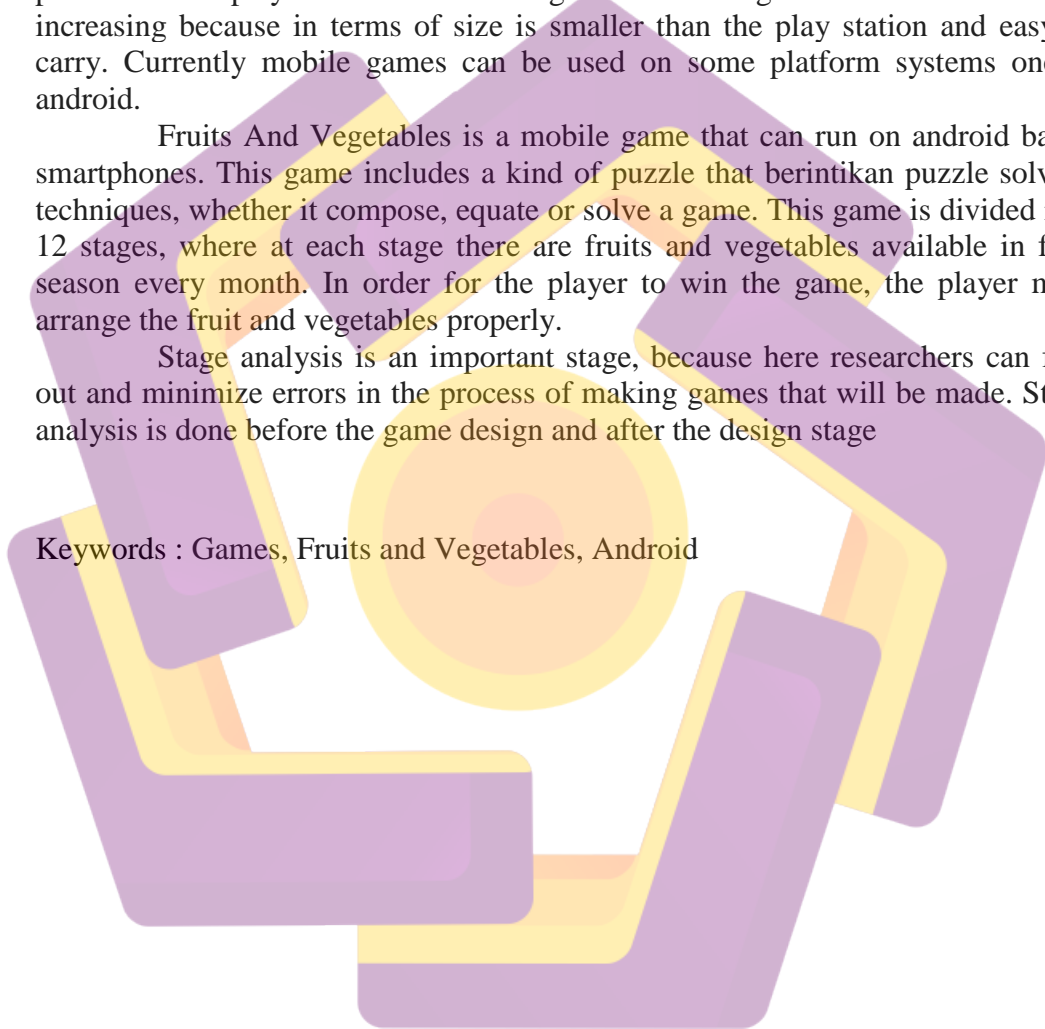 increasing because in terms of size is smaller than the play station and easy
carry. Currently mobile games can be used on some platform systems one
android.
Fruits And Vegetables is a mobile game that can run on android ba
smartphones. This game includes a kind of puzzle that berintikan puzzle solv
techniques, whether it compose, equate or solve a game. This game is divided
12 stages, where at each stage there are fruits and vegetables available in f
season every month. In order for the player to win the game, the player m
arrange the fruit and vegetables properly.
Stage analysis is an important stage, because here researchers can f
out and minimize errors in the process of making games that will be made. St
analysis is done before the game design and after the design stage
Keywords : Games, Fruits and Vegetables, Android